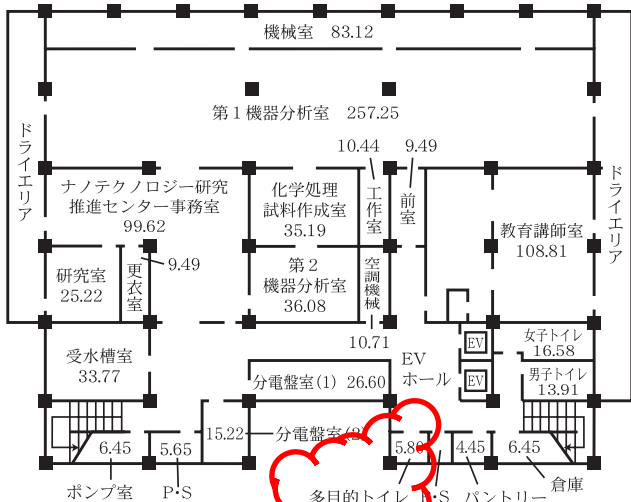 機械室 83.12
第1機器分析室 257.25
ドライエリア
ドライエリア
10.44 9.49
ナノテクノロジー研究
推進センター事務室
99.62
化学処理
試料作成室
35.19
工作室
前室
教育講師室
108.81
研究室
25.22
更衣室
9.49
第2
機器分析室
36.08
空調機械
10.71
受水槽室
33.77
EV
ホール
EV
EV
女子トイレ
16.58
男子トイレ
13.91
分電盤室(1) 26.60
15.22
分電盤室(2)
6.45
5.65
5.80
4.45
6.45
ポンプ室
P・S
多目的トイレ
P・S
パントリー
倉庫